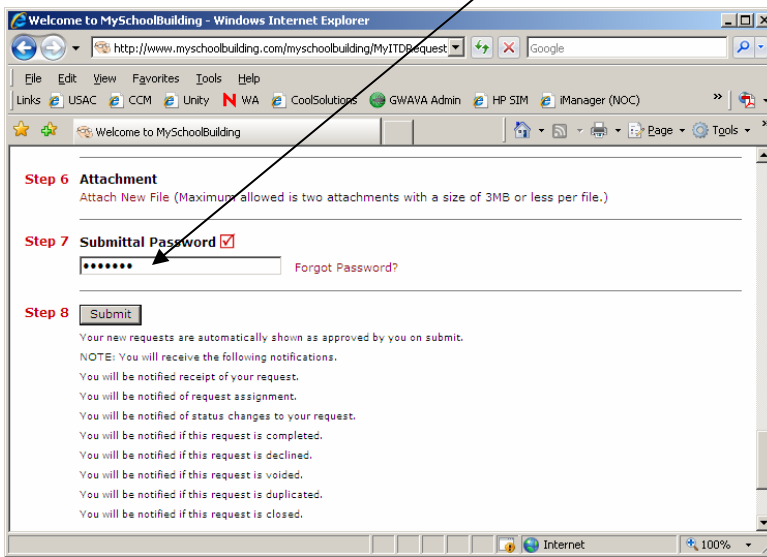 Welcome to MySchoolBuilding - Windows Internet Explorer
http://www.myschoolbuilding.com/myschoolbuilding/MyITDRequest
Google
File Edit View Favorites Tools Help
Links USAC CCM Unity WA CoolSolutions GWAVA Admin HP SIM iManager (NOC) »
Welcome to MySchoolBuilding Page Tools »
Step 6 Attachment
Attach New File (Maximum allowed is two attachments with a size of 3MB or less per file.)
Step 7 Submittal Password
••••••• Forgot Password?
Step 8 Submit
Your new requests are automatically shown as approved by you on submit.
NOTE: You will receive the following notifications.
You will be notified receipt of your request.
You will be notified of request assignment.
You will be notified of status changes to your request.
You will be notified if this request is completed.
You will be notified if this request is declined.
You will be notified if this request is voided.
You will be notified if this request is duplicated.
You will be notified if this request is closed.
Internet 100%